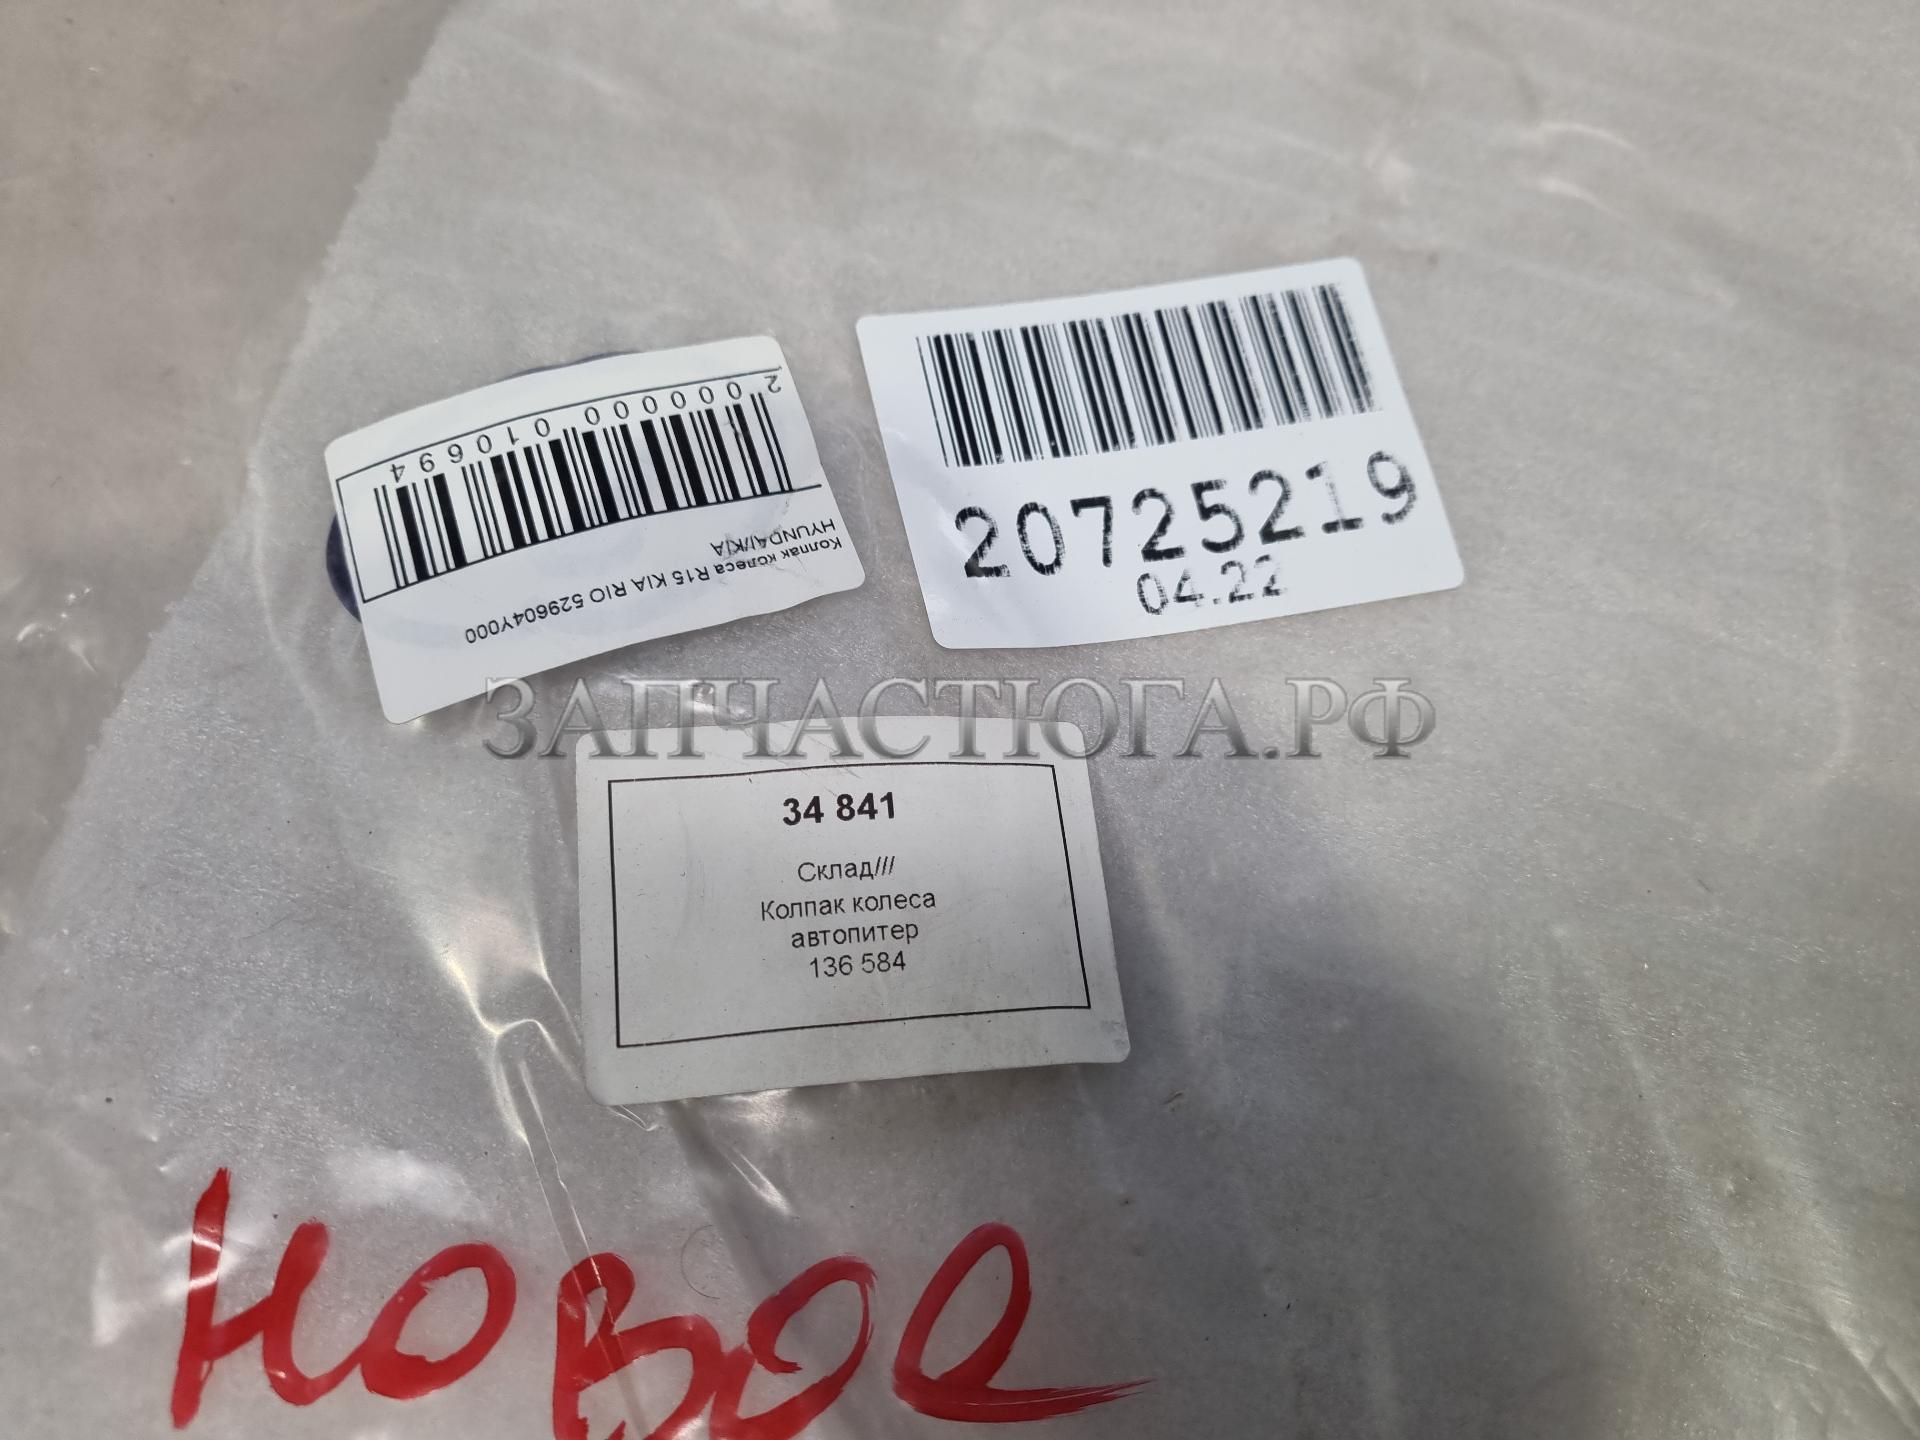 2 000000 010694
Колпак колеса R15 KIA RIO 529604Y000
HYUNDAI/KIA
20725219
04.22
ЗАПЧАСТЮГА.РФ
34 841
Склад///
Колпак колеса
автопитер
136 584
новое